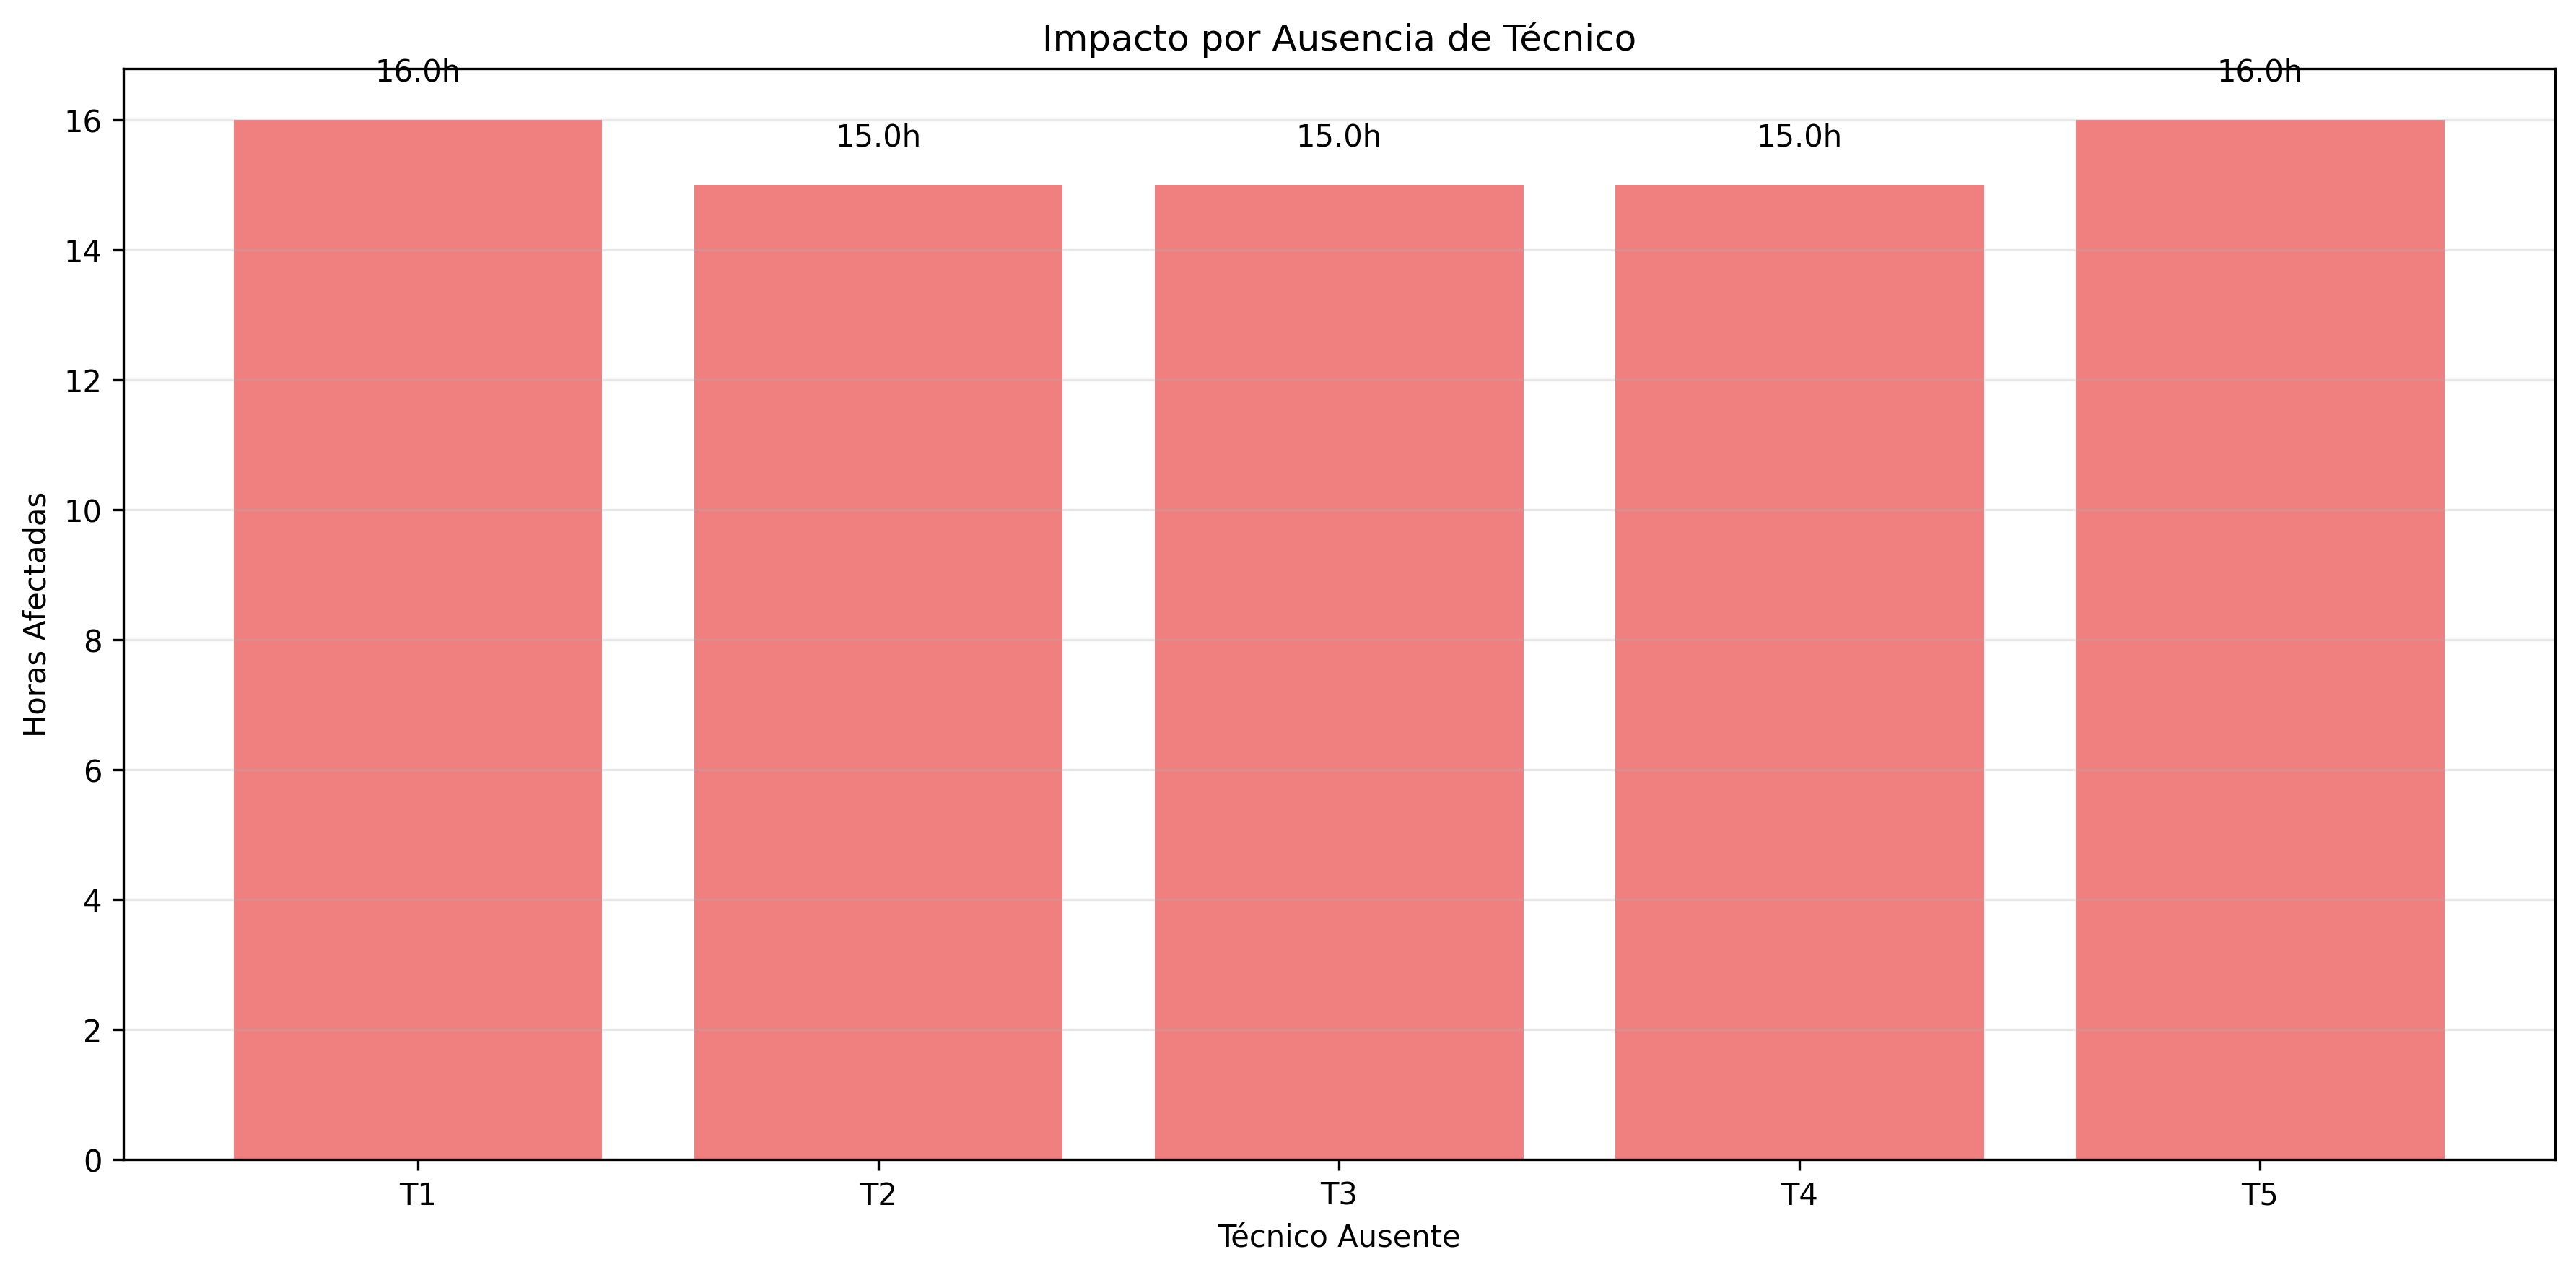 Impacto por Ausencia de Técnico
16.0h
15.0h
15.0h
15.0h
16.0h
Horas Afectadas
16
14
12
10
8
6
4
2
0
T1
T2
T3
T4
T5
Técnico Ausente